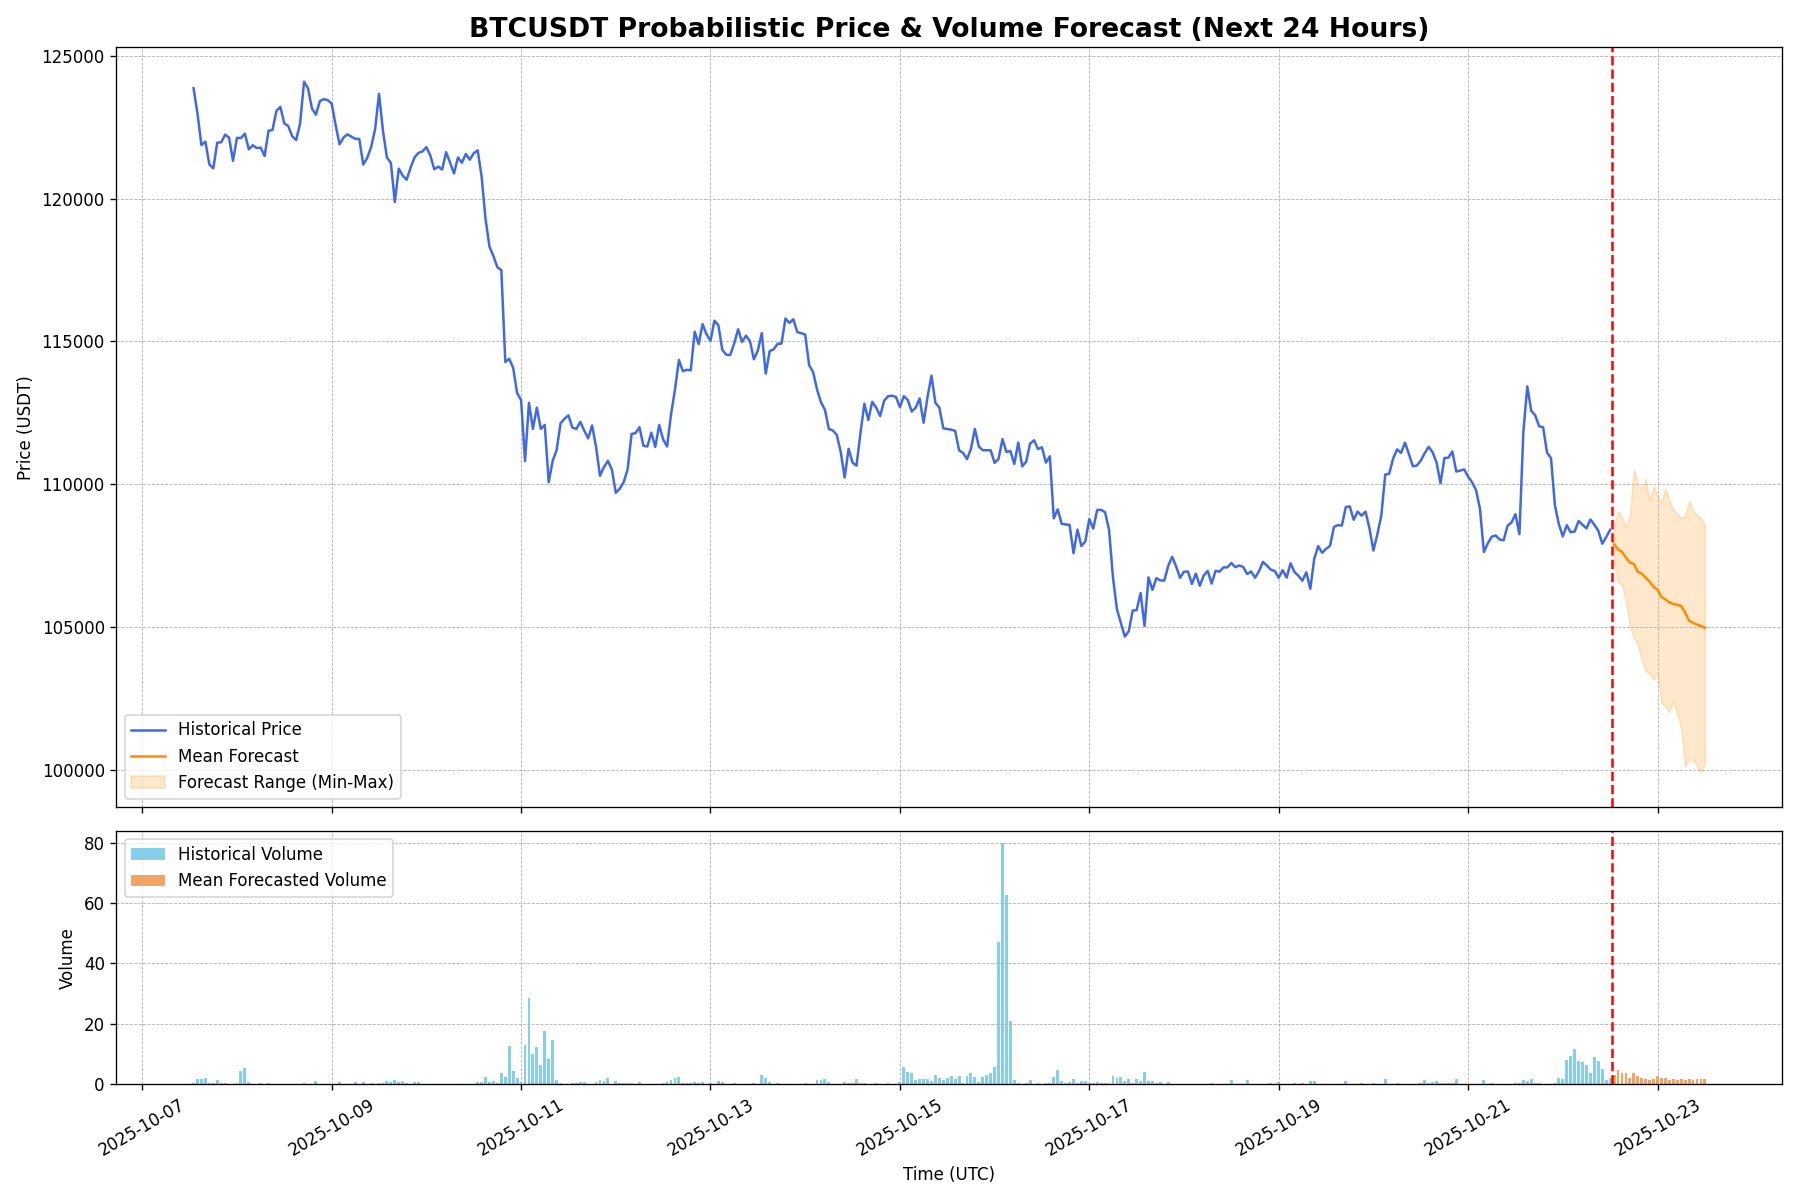 BTCUSDT Probabilistic Price & Volume Forecast (Next 24 Hours)
125000
120000
115000
110000
105000
100000
Price (USDT)
Historical Price
Mean Forecast
Forecast Range (Min-Max)
80
60
40
20
0
Volume
Historical Volume
Mean Forecasted Volume
2025-10-07
2025-10-09
2025-10-11
2025-10-13
2025-10-15
2025-10-17
2025-10-19
2025-10-21
2025-10-23
Time (UTC)